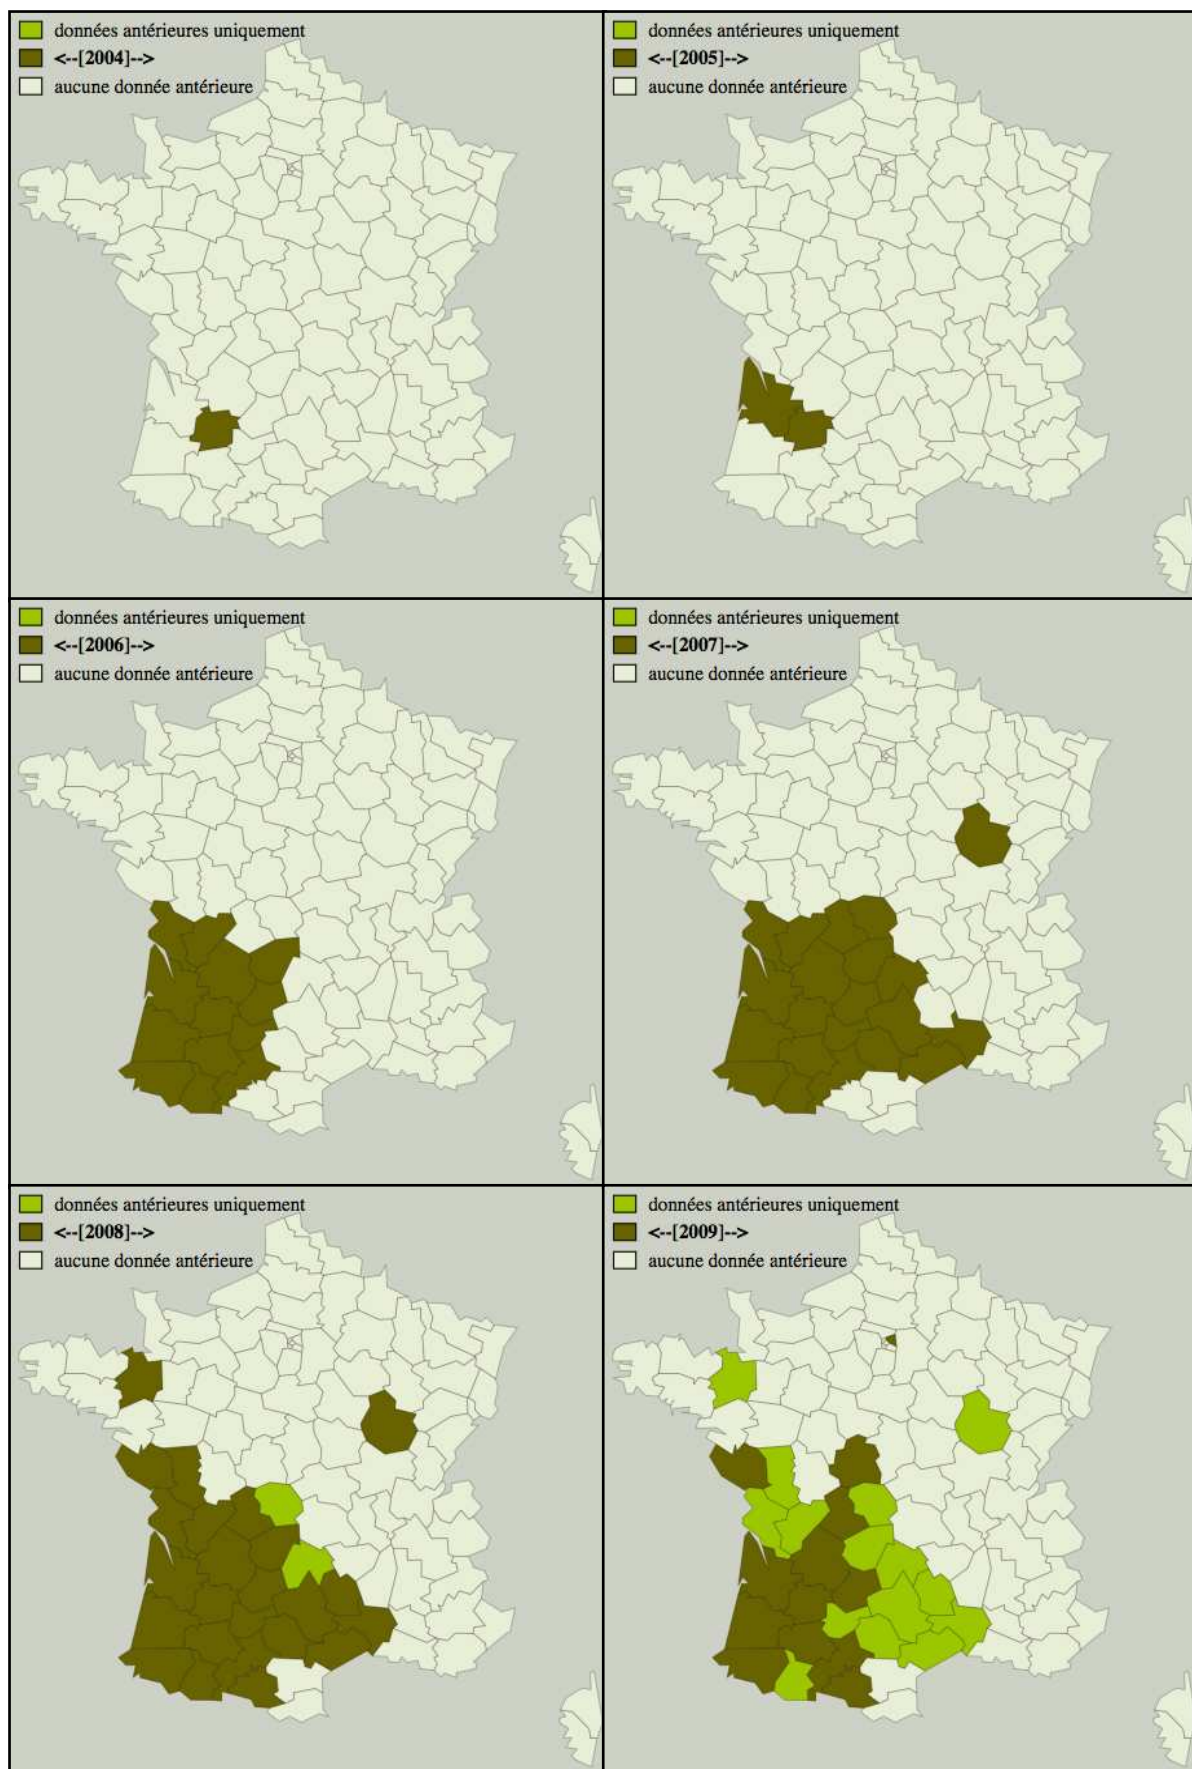 données antérieures uniquement
<--[2004]-->
aucune donnée antérieure
données antérieures uniquement
<--[2005]-->
aucune donnée antérieure
données antérieures uniquement
<--[2006]-->
aucune donnée antérieure
données antérieures uniquement
<--[2007]-->
aucune donnée antérieure
données antérieures uniquement
<--[2008]-->
aucune donnée antérieure
données antérieures uniquement
<--[2009]-->
aucune donnée antérieure